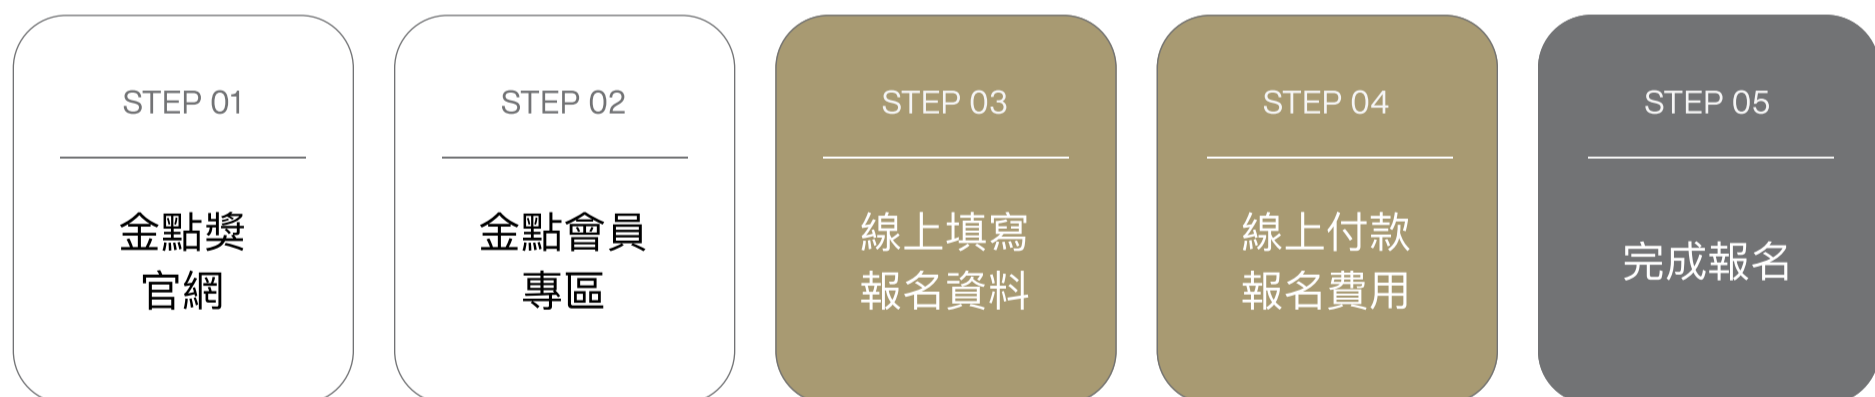 STEP 01
金點獎
官網
STEP 02
金點會員
專區
STEP 03
線上填寫
報名資料
STEP 04
線上付款
報名費用
STEP 05
完成報名